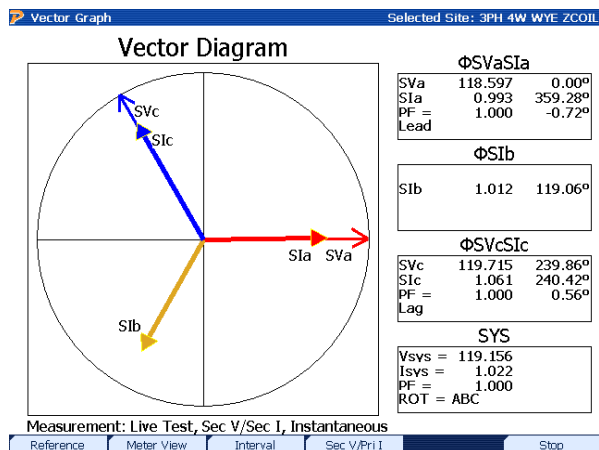 Vector Graph
Selected Site: 3PH 4W WYE ZCOIL
Vector Diagram
SVc
SIc
SIa SVa
SIb
ΦSVaSIa
SVa 118.597 0.00º
SIa 0.993 359.28º
PF = 1.000 -0.72º
Lead
ΦSIb
SIb 1.012 119.06º
ΦSVcSIc
SVc 119.715 239.86º
SIc 1.061 240.42º
PF = 1.000 0.56º
Lag
SYS
Vsys = 119.156
Isys = 1.022
PF = 1.000
ROT = ABC
Measurement: Live Test, Sec V/Sec I, Instantaneous
Reference Meter View Interval Sec V/Pri I Stop